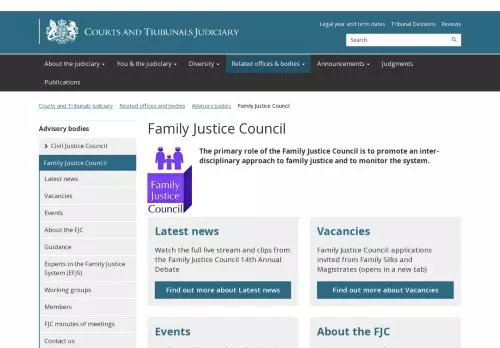 Legal year and term dates Tribunal Decisions Reviews
COURTS AND TRIBUNALS JUDICIARY
Search
About the judiciary You & the judiciary Diversity Related offices & bodies Announcements Judgments
Publications
Courts and Tribunals Judiciary Related offices and bodies Advisory bodies Family Justice Council
Advisory bodies
Civil Justice Council
Family Justice Council
Latest news
Vacancies
Events
About the FJC
Guidance
Experts in the Family Justice
System (EFJS)
Working groups
Members
FJC minutes of meetings
Contact us
Family Justice Council
Family
Justice
Council
The primary role of the Family Justice Council is to promote an inter-
disciplinary approach to family justice and to monitor the system.
Latest news
Watch the full live stream and clips from
the Family Justice Council 14th Annual
Debate
Find out more about Latest news
Vacancies
Family Justice Council: applications
invited from Family Silks and
Magistrates (opens in a new tab)
Find out more about Vacancies
Events
About the FJC